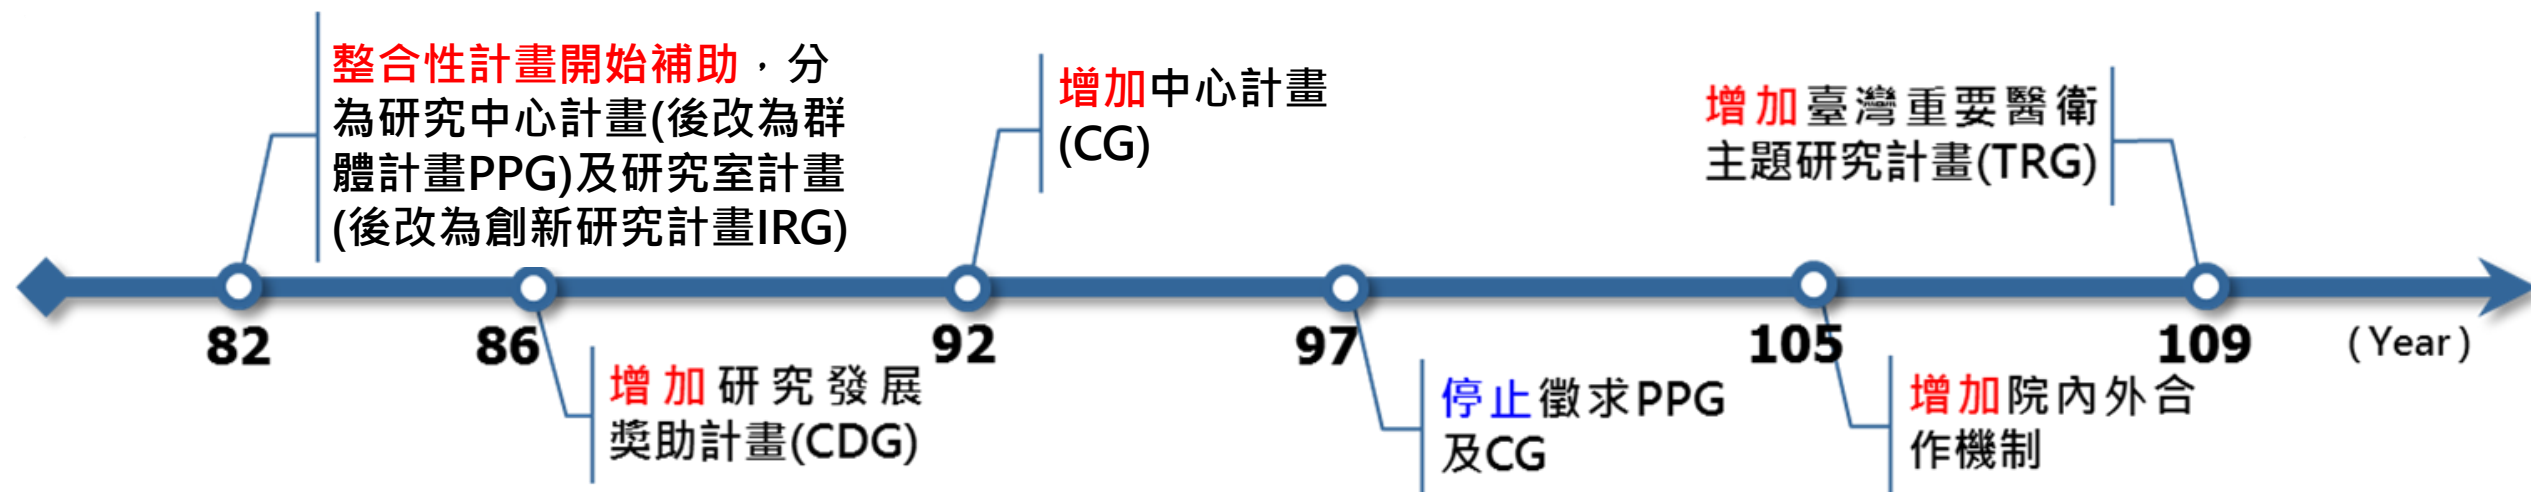 整合性計畫開始補助，分
為研究中心計畫(後改為群
體計畫PPG)及研究室計畫
(後改為創新研究計畫IRG)
增加中心計畫
(CG)
增加臺灣重要醫衛
主題研究計畫(TRG)
82
86
92
97
105
109
(Year)
增加研究發展
獎助計畫(CDG)
停止徵求PPG
及CG
增加院內外合
作機制